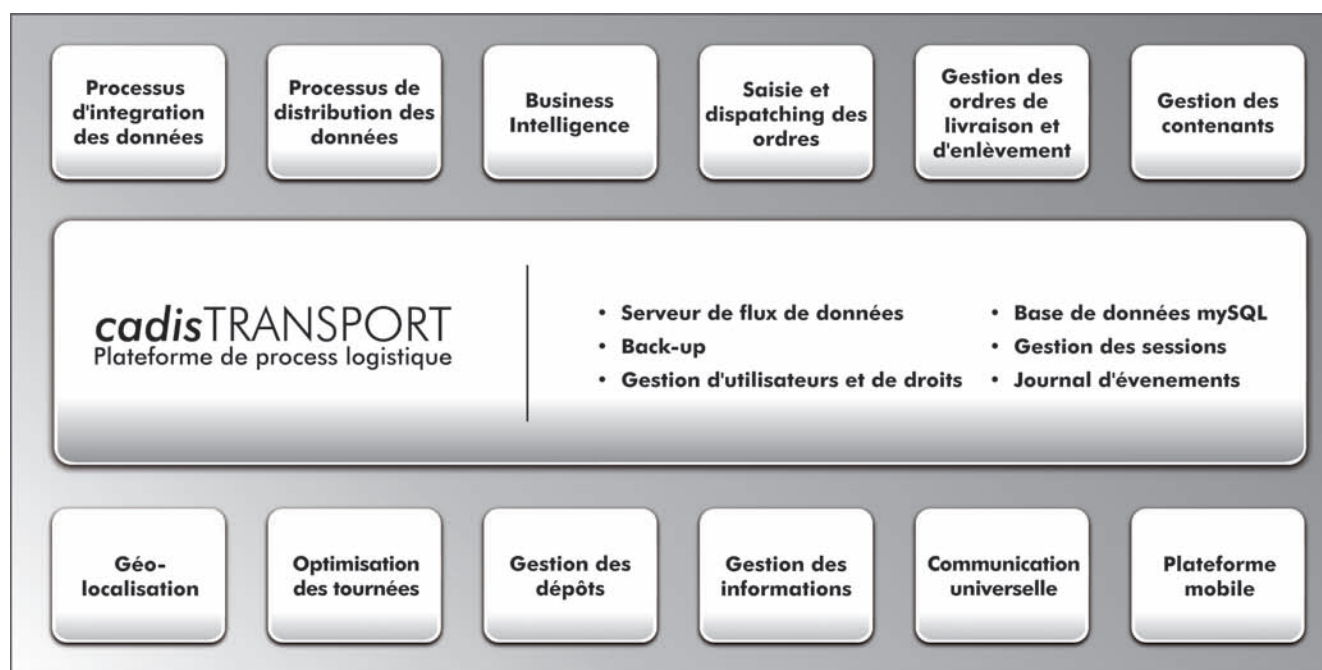 Processus
d'integration
des données
Processus de
distribution des
données
Business
Intelligence
Saisie et
dispatching des
ordres
Gestion des
ordres de
livraison et
d'enlèvement
Gestion des
contenants
cadisTRANSPORT
Plateforme de process logistique
• Serveur de flux de données
• Back-up
• Gestion d'utilisateurs et de droits
• Base de données mySQL
• Gestion des sessions
• Journal d'évenements
Géo-
localisation
Optimisation
des tournées
Gestion des
dépôts
Gestion des
informations
Communication
universelle
Plateforme
mobile